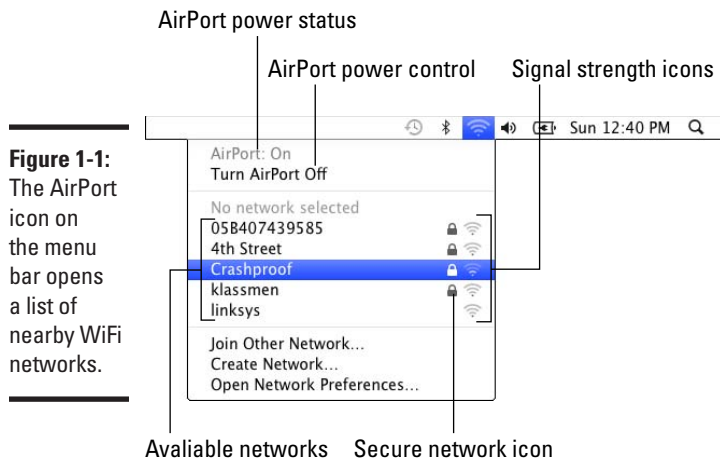 AirPort power status
AirPort power control
Signal strength icons
Sun 12:40 PM
Figure 1-1:
The AirPort
icon on
the menu
bar opens
a list of
nearby WiFi
networks.
AirPort: On
Turn AirPort Off
No network selected
05B407439585
4th Street
Crashproof
klassmen
linksys
Join Other Network...
Create Network...
Open Network Preferences...
Avaliable networks
Secure network icon